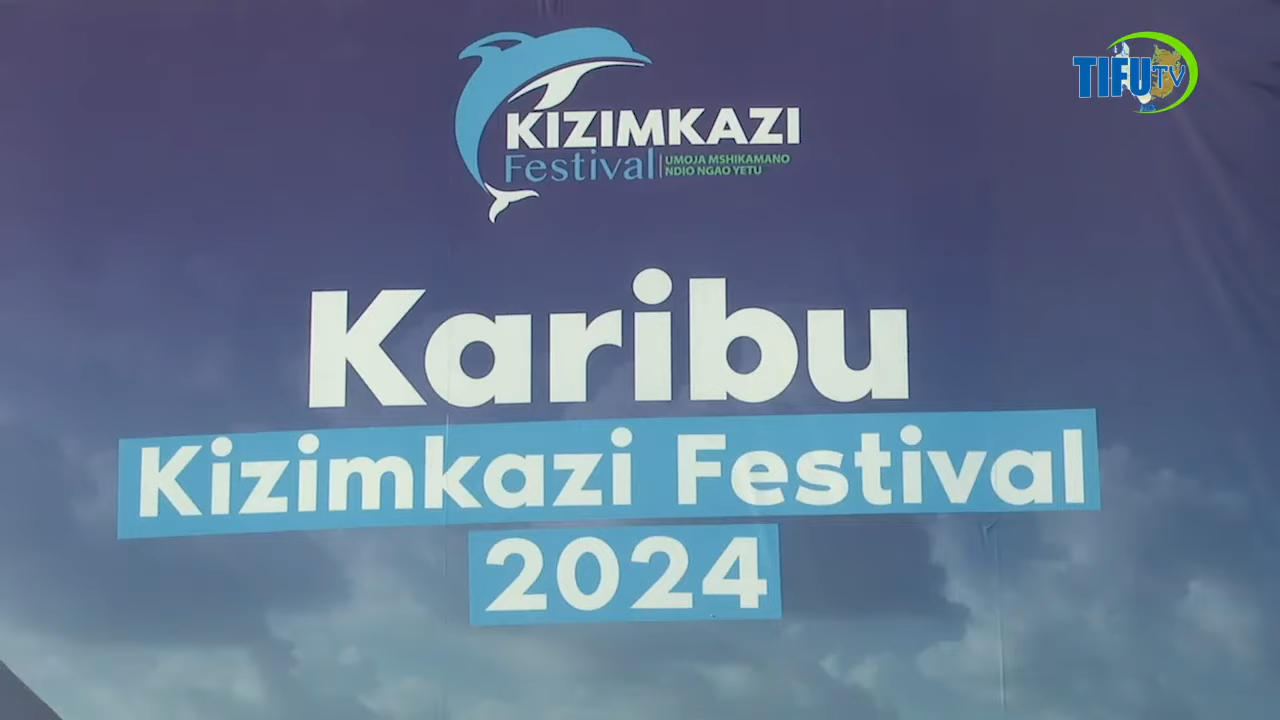 TIFU TV
KIZIMKAZI
Festival
UMOJA MSHIKAMANO
NDIO NGAO YETU
Karibu
Kizimkazi Festival
2024